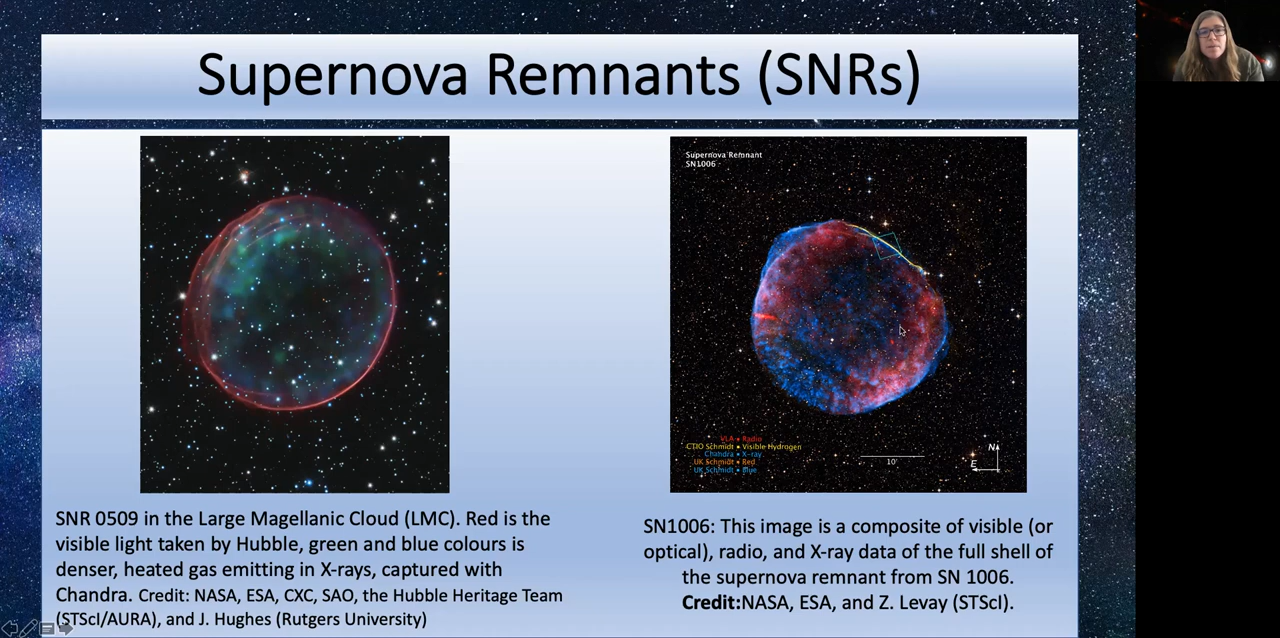 Supernova Remnants (SNRs)
Supernova Remnant
SN1006
VLA • Radio
CTIO Schmidt • Visible Hydrogen
Chandra • X-ray
UK Schmidt • Red
UK Schmidt • Blue
10'
N
E
SNR 0509 in the Large Magellanic Cloud (LMC). Red is the
visible light taken by Hubble, green and blue colours is
denser, heated gas emitting in X-rays, captured with
Chandra. Credit: NASA, ESA, CXC, SAO, the Hubble Heritage Team
(STScI/AURA), and J. Hughes (Rutgers University)
SN1006: This image is a composite of visible (or
optical), radio, and X-ray data of the full shell of
the supernova remnant from SN 1006.
Credit:NASA, ESA, and Z. Levay (STScI).